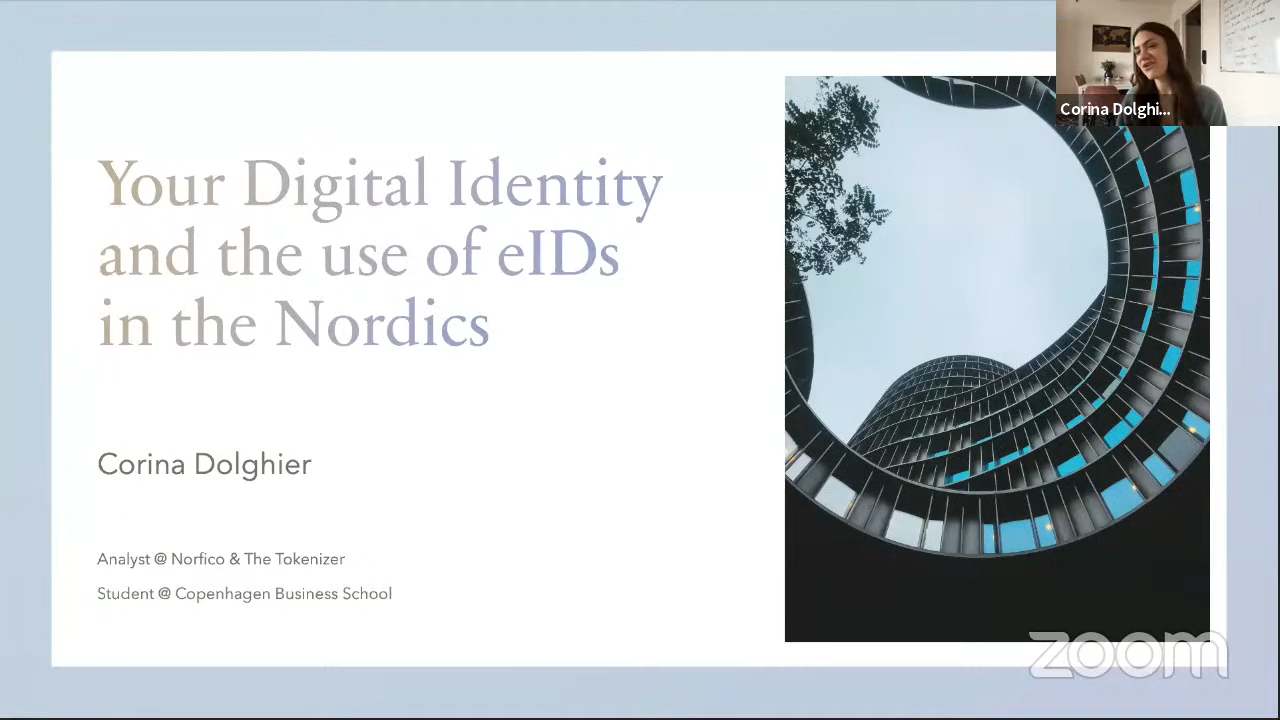 Your Digital Identity
and the use of eIDs
in the Nordics
Corina Dolghier
Analyst @ Norfico & The Tokenizer
Student @ Copenhagen Business School
Corina Dolghi...
zoom